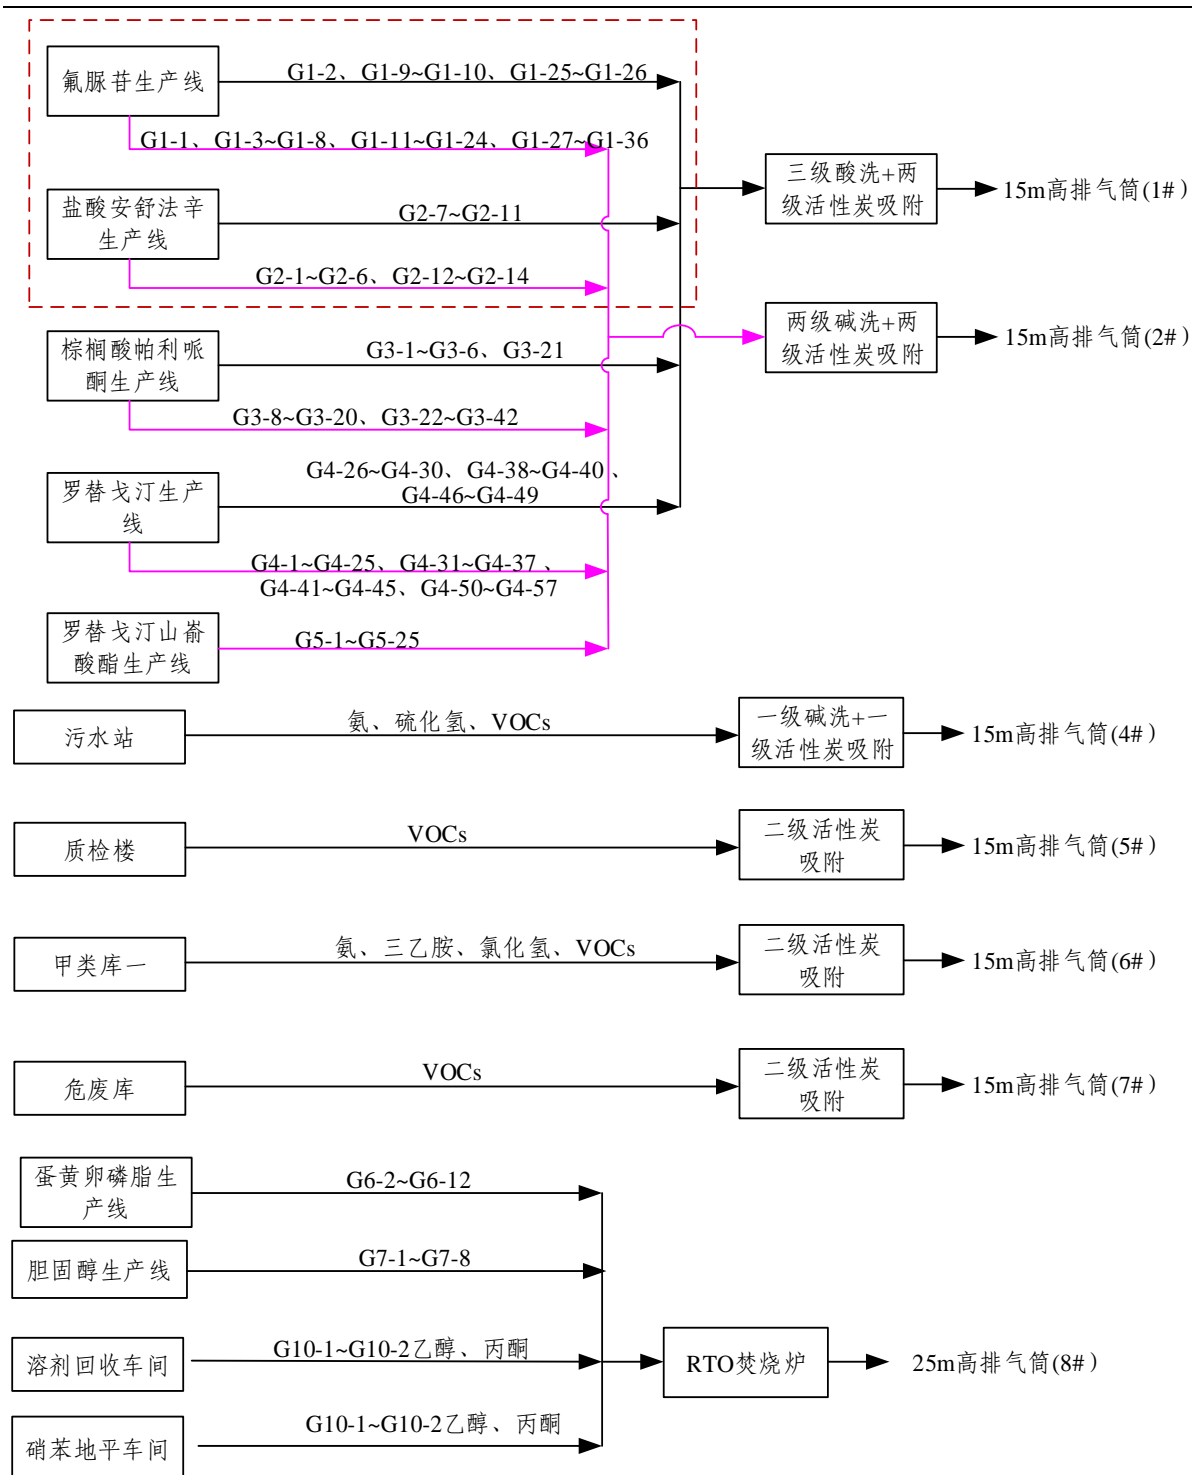 氟脲苷生产线
G1-2、G1-9~G1-10、G1-25~G1-26
G1-1、G1-3~G1-8、G1-11~G1-24、G1-27~G1-36
三级酸洗+两
级活性炭吸附
15m高排气筒(1#）
盐酸安舒法辛
生产线
G2-7~G2-11
G2-1~G2-6、G2-12~G2-14
两级碱洗+两
级活性炭吸附
15m高排气筒(2#）
棕榈酸帕利哌
酮生产线
G3-1~G3-6、G3-21
G3-8~G3-20、G3-22~G3-42
罗替戈汀生产
线
G4-26~G4-30、G4-38~G4-40、
G4-46~G4-49
G4-1~G4-25、G4-31~G4-37、
G4-41~G4-45、G4-50~G4-57
罗替戈汀山嵛
酸酯生产线
G5-1~G5-25
污水站
氨、硫化氢、VOCs
一级碱洗+一
级活性炭吸附
15m高排气筒(4#）
质检楼
VOCs
二级活性炭
吸附
15m高排气筒(5#）
甲类库一
氨、三乙胺、氯化氢、VOCs
二级活性炭
吸附
15m高排气筒(6#）
危废库
VOCs
二级活性炭
吸附
15m高排气筒(7#）
蛋黄卵磷脂生
产线
G6-2~G6-12
胆固醇生产线
G7-1~G7-8
溶剂回收车间
G10-1~G10-2乙醇、丙酮
RTO焚烧炉
25m高排气筒(8#）
硝苯地平车间
G10-1~G10-2乙醇、丙酮